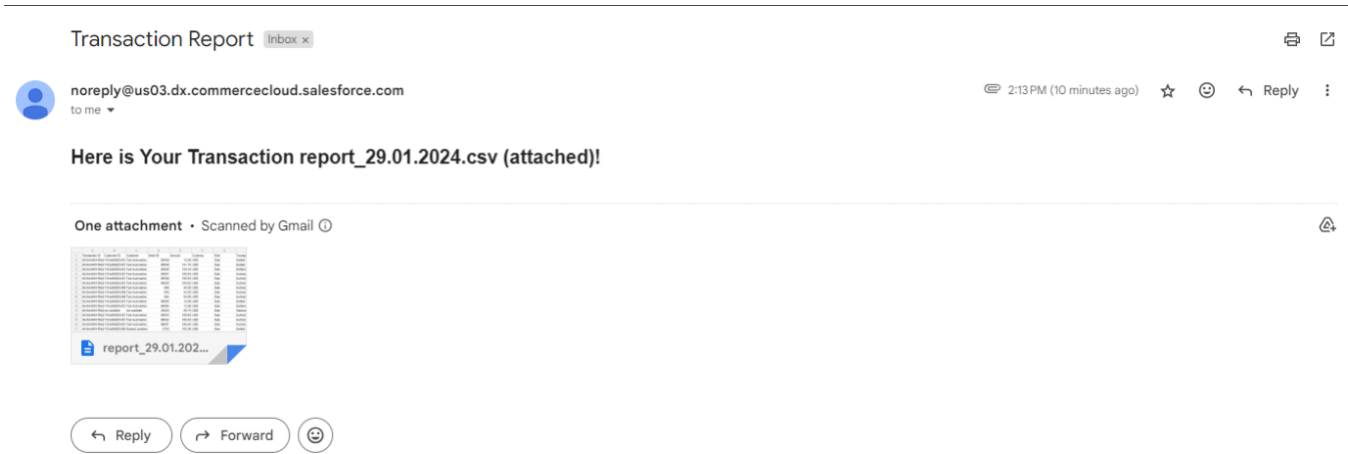 Transaction Report Inbox ×
noreply@us03.dx.commercecloud.salesforce.com 2:13 PM (10 minutes ago) Reply
to me
Here is Your Transaction report_29.01.2024.csv (attached)!
One attachment • Scanned by Gmail
report_29.01.202...
Reply Forward